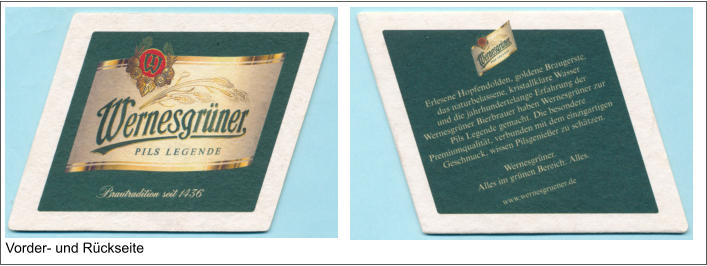 W
Wernesgrüner
PILS LEGENDE
Brautradition seit 1436
Wernesgrüner
Erlesene Hopfendolden, goldene Braugerste,
das naturbelassene, kristallklare Wasser
und die jahrhundertelange Erfahrung der
Wernesgrüner Bierbrauer haben Wernesgrüner zur
Pils Legende gemacht. Die besondere
Premiumqualität, verbunden mit dem einzigartigen
Geschmack, wissen Pilsgenießer zu schätzen.
Wernesgrüner.
Alles im grünen Bereich. Alles.
www.wernesgruener.de
Vorder- und Rückseite